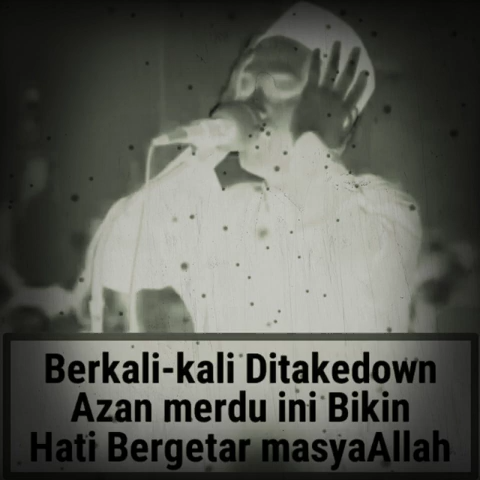 Berkali-kali Ditakedown
Azan merdu ini Bikin
Hati Bergetar masyaAllah